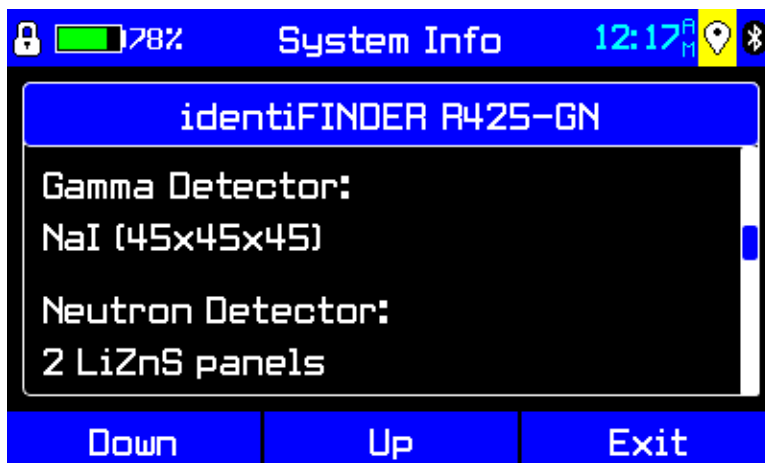 78% System Info 12:17AM
identiFINDER R425-GN
Gamma Detector:
NaI (45x45x45)
Neutron Detector:
2 LiZnS panels
Down Up Exit